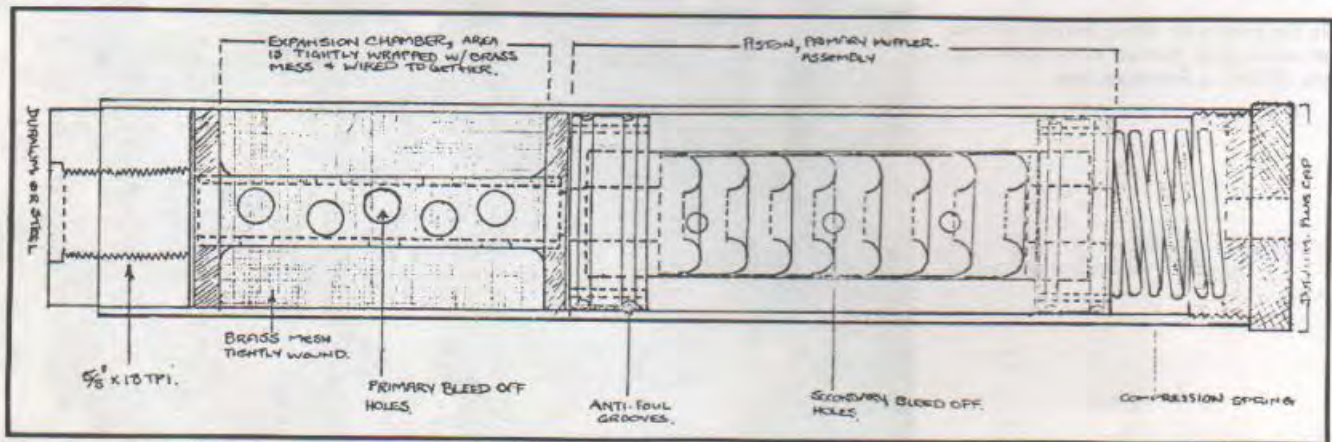 EXPANSION CHAMBER, AREA
IS TIGHTLY WRAPPED W/ BRASS
MESS & WIRED TOGETHER.
PISTON, PRIMARY MUFFLER
ASSEMBLY
OR STEEL
CAP
5/8" X 18 TPI.
BRASS MESH
TIGHTLY WOUND.
PRIMARY BLEED OFF
HOLES.
ANTI-FOUL
GROOVES.
SECONDARY BLEED OFF.
HOLES.
COMPRESSION SPRING